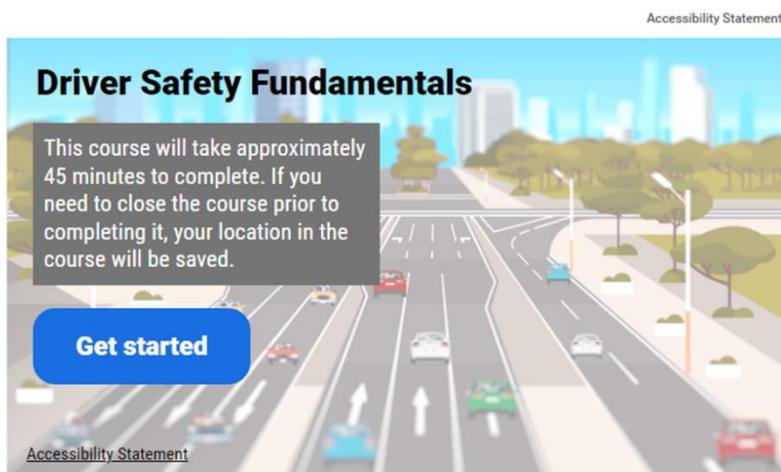 Accessibility Statement
Driver Safety Fundamentals
This course will take approximately
45 minutes to complete. If you
need to close the course prior to
completing it, your location in the
course will be saved.
Get started
Accessibility Statement